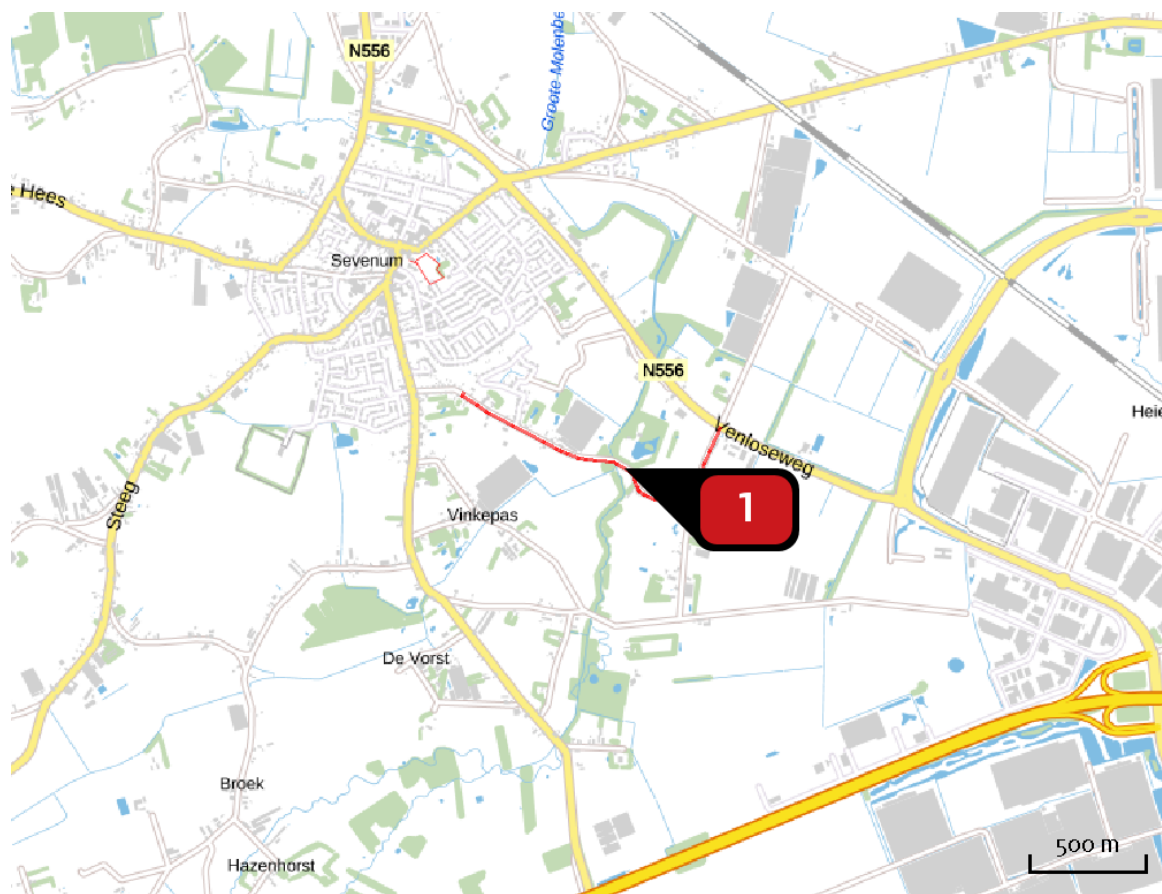 N556
Groote Molenbe
e Hees
Sevenum
N556
Heie
Venloseweg
Steeg
1
Vinkepas
De Vorst
Broek
500 m
Hazenhorst